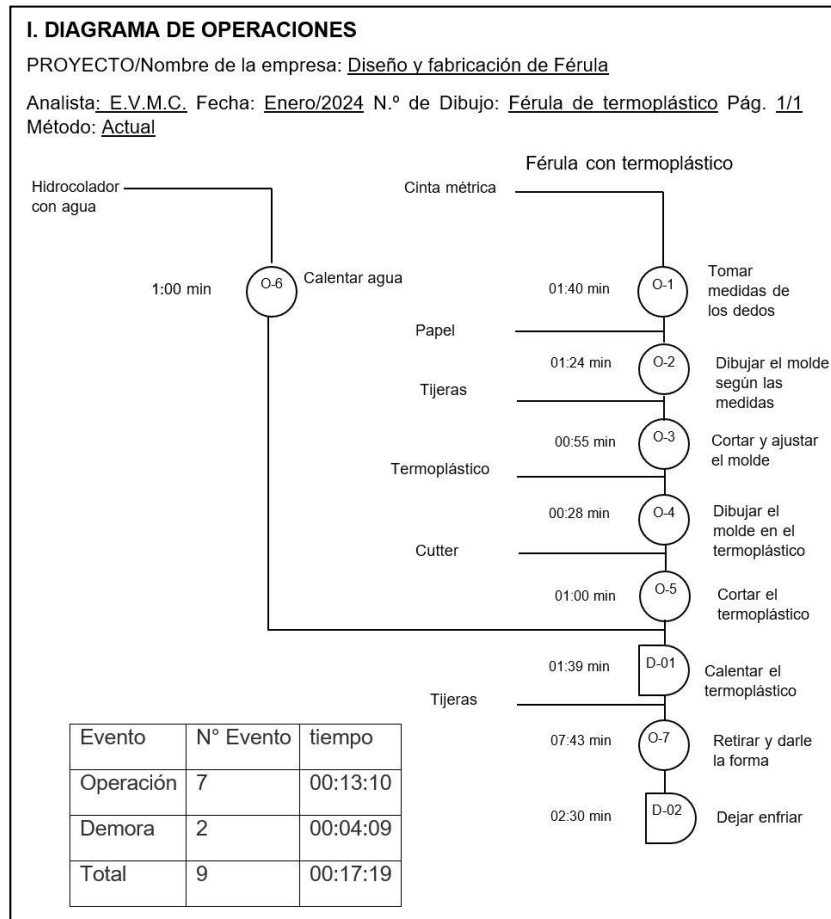 I. DIAGRAMA DE OPERACIONES
PROYECTO/Nombre de la empresa: Diseño y fabricación de Férula
Analista: E.V.M.C. Fecha: Enero/2024 N.º de Dibujo: Férula de termoplástico Pág. 1/1
Método: Actual
Férula con termoplástico
Hidrocolador
con agua
Cinta métrica
1:00 min
O-6
Calentar agua
01:40 min
O-1
Tomar
medidas de
los dedos
Papel
01:24 min
O-2
Dibujar el molde
según las
medidas
Tijeras
00:55 min
O-3
Cortar y ajustar
el molde
Termoplástico
00:28 min
O-4
Dibujar el
molde en el
termoplástico
Cutter
01:00 min
O-5
Cortar el
termoplástico
01:39 min
D-01
Calentar el
termoplástico
Tijeras
07:43 min
O-7
Retirar y darle
la forma
02:30 min
D-02
Dejar enfriar
Evento N° Evento tiempo
Operación 7 00:13:10
Demora 2 00:04:09
Total 9 00:17:19